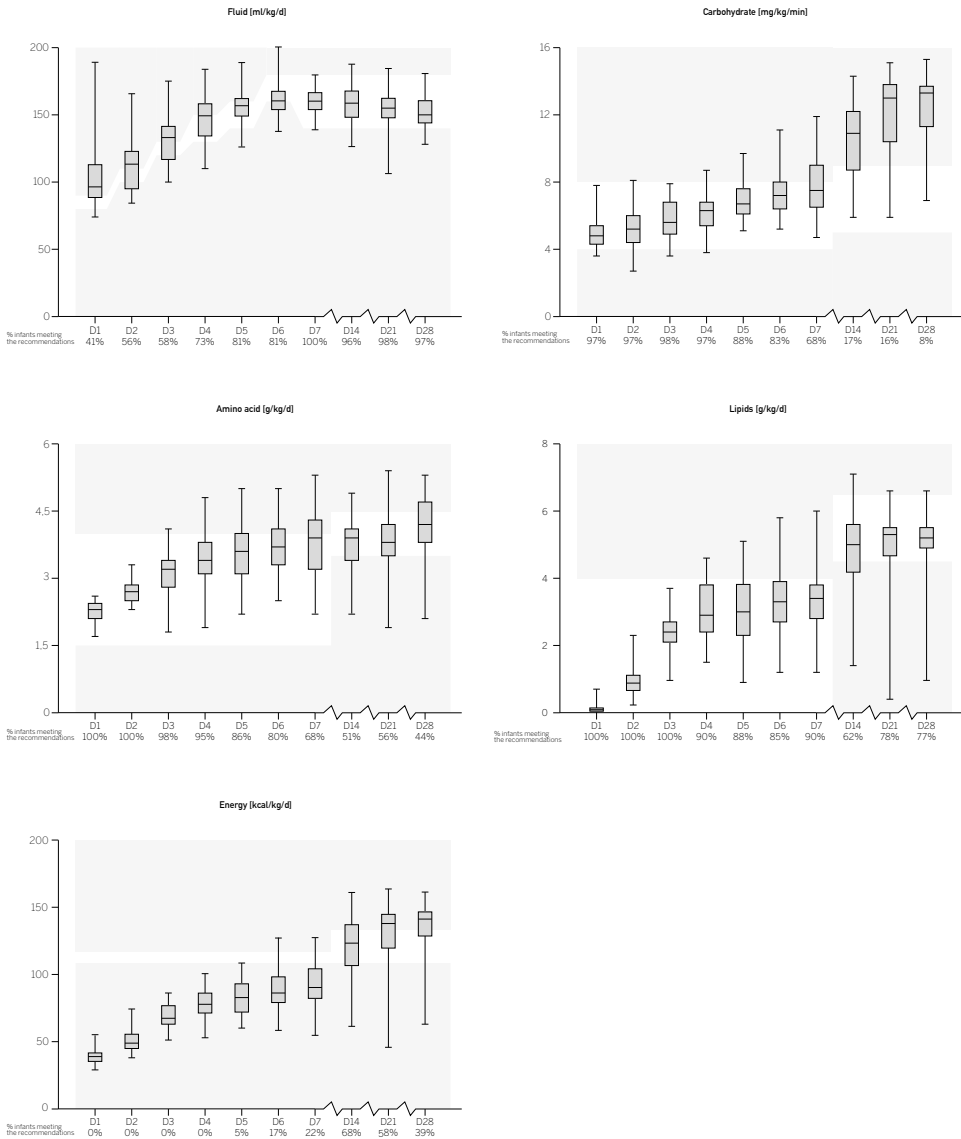 Fluid [ml/kg/d]
200
150
100
50
0
D1 D2 D3 D4 D5 D6 D7 D14 D21 D28
% infants meeting
the recommendations
41% 56% 58% 73% 81% 81% 100% 96% 98% 97%
Carbohydrate [mg/kg/min]
16
12
8
4
0
D1 D2 D3 D4 D5 D6 D7 D14 D21 D28
% infants meeting
the recommendations
97% 97% 98% 97% 88% 83% 68% 17% 16% 8%
Amino acid [g/kg/d]
6
4,5
3
1,5
0
D1 D2 D3 D4 D5 D6 D7 D14 D21 D28
% infants meeting
the recommendations
100% 100% 98% 95% 86% 80% 68% 51% 56% 44%
Lipids [g/kg/d]
8
6
4
2
0
D1 D2 D3 D4 D5 D6 D7 D14 D21 D28
% infants meeting
the recommendations
100% 100% 100% 90% 88% 85% 90% 62% 78% 77%
Energy [kcal/kg/d]
200
150
100
50
0
D1 D2 D3 D4 D5 D6 D7 D14 D21 D28
% infants meeting
the recommendations
0% 0% 0% 0% 5% 17% 22% 68% 58% 39%